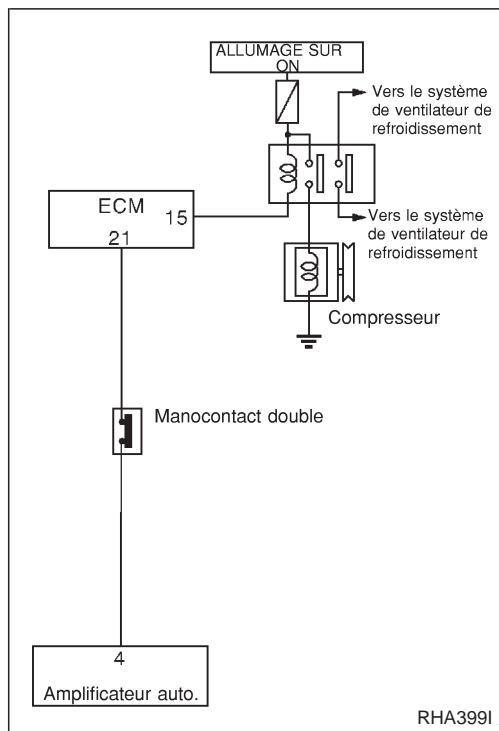 ALLUMAGE SUR
ON
Vers le système
de ventilateur de
refroidissement
ECM
15
21
Vers le système
de ventilateur de
refroidissement
Compresseur
Manocontact double
4
Amplificateur auto.
RHA399I